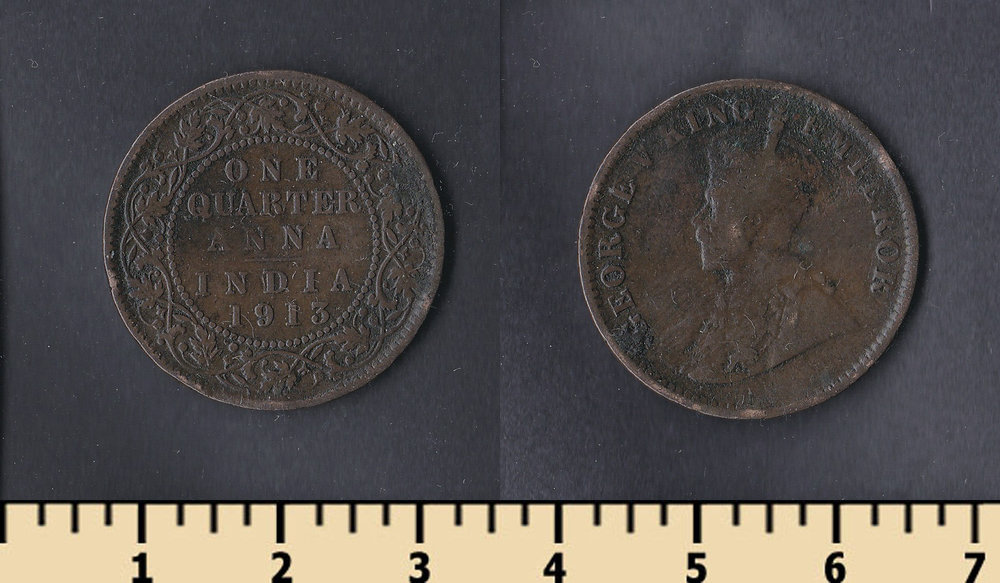 ONE
QUARTER
ANNA
INDIA
1913
GEORGE V KING EMPEROR
1 2 3 4 5 6 7